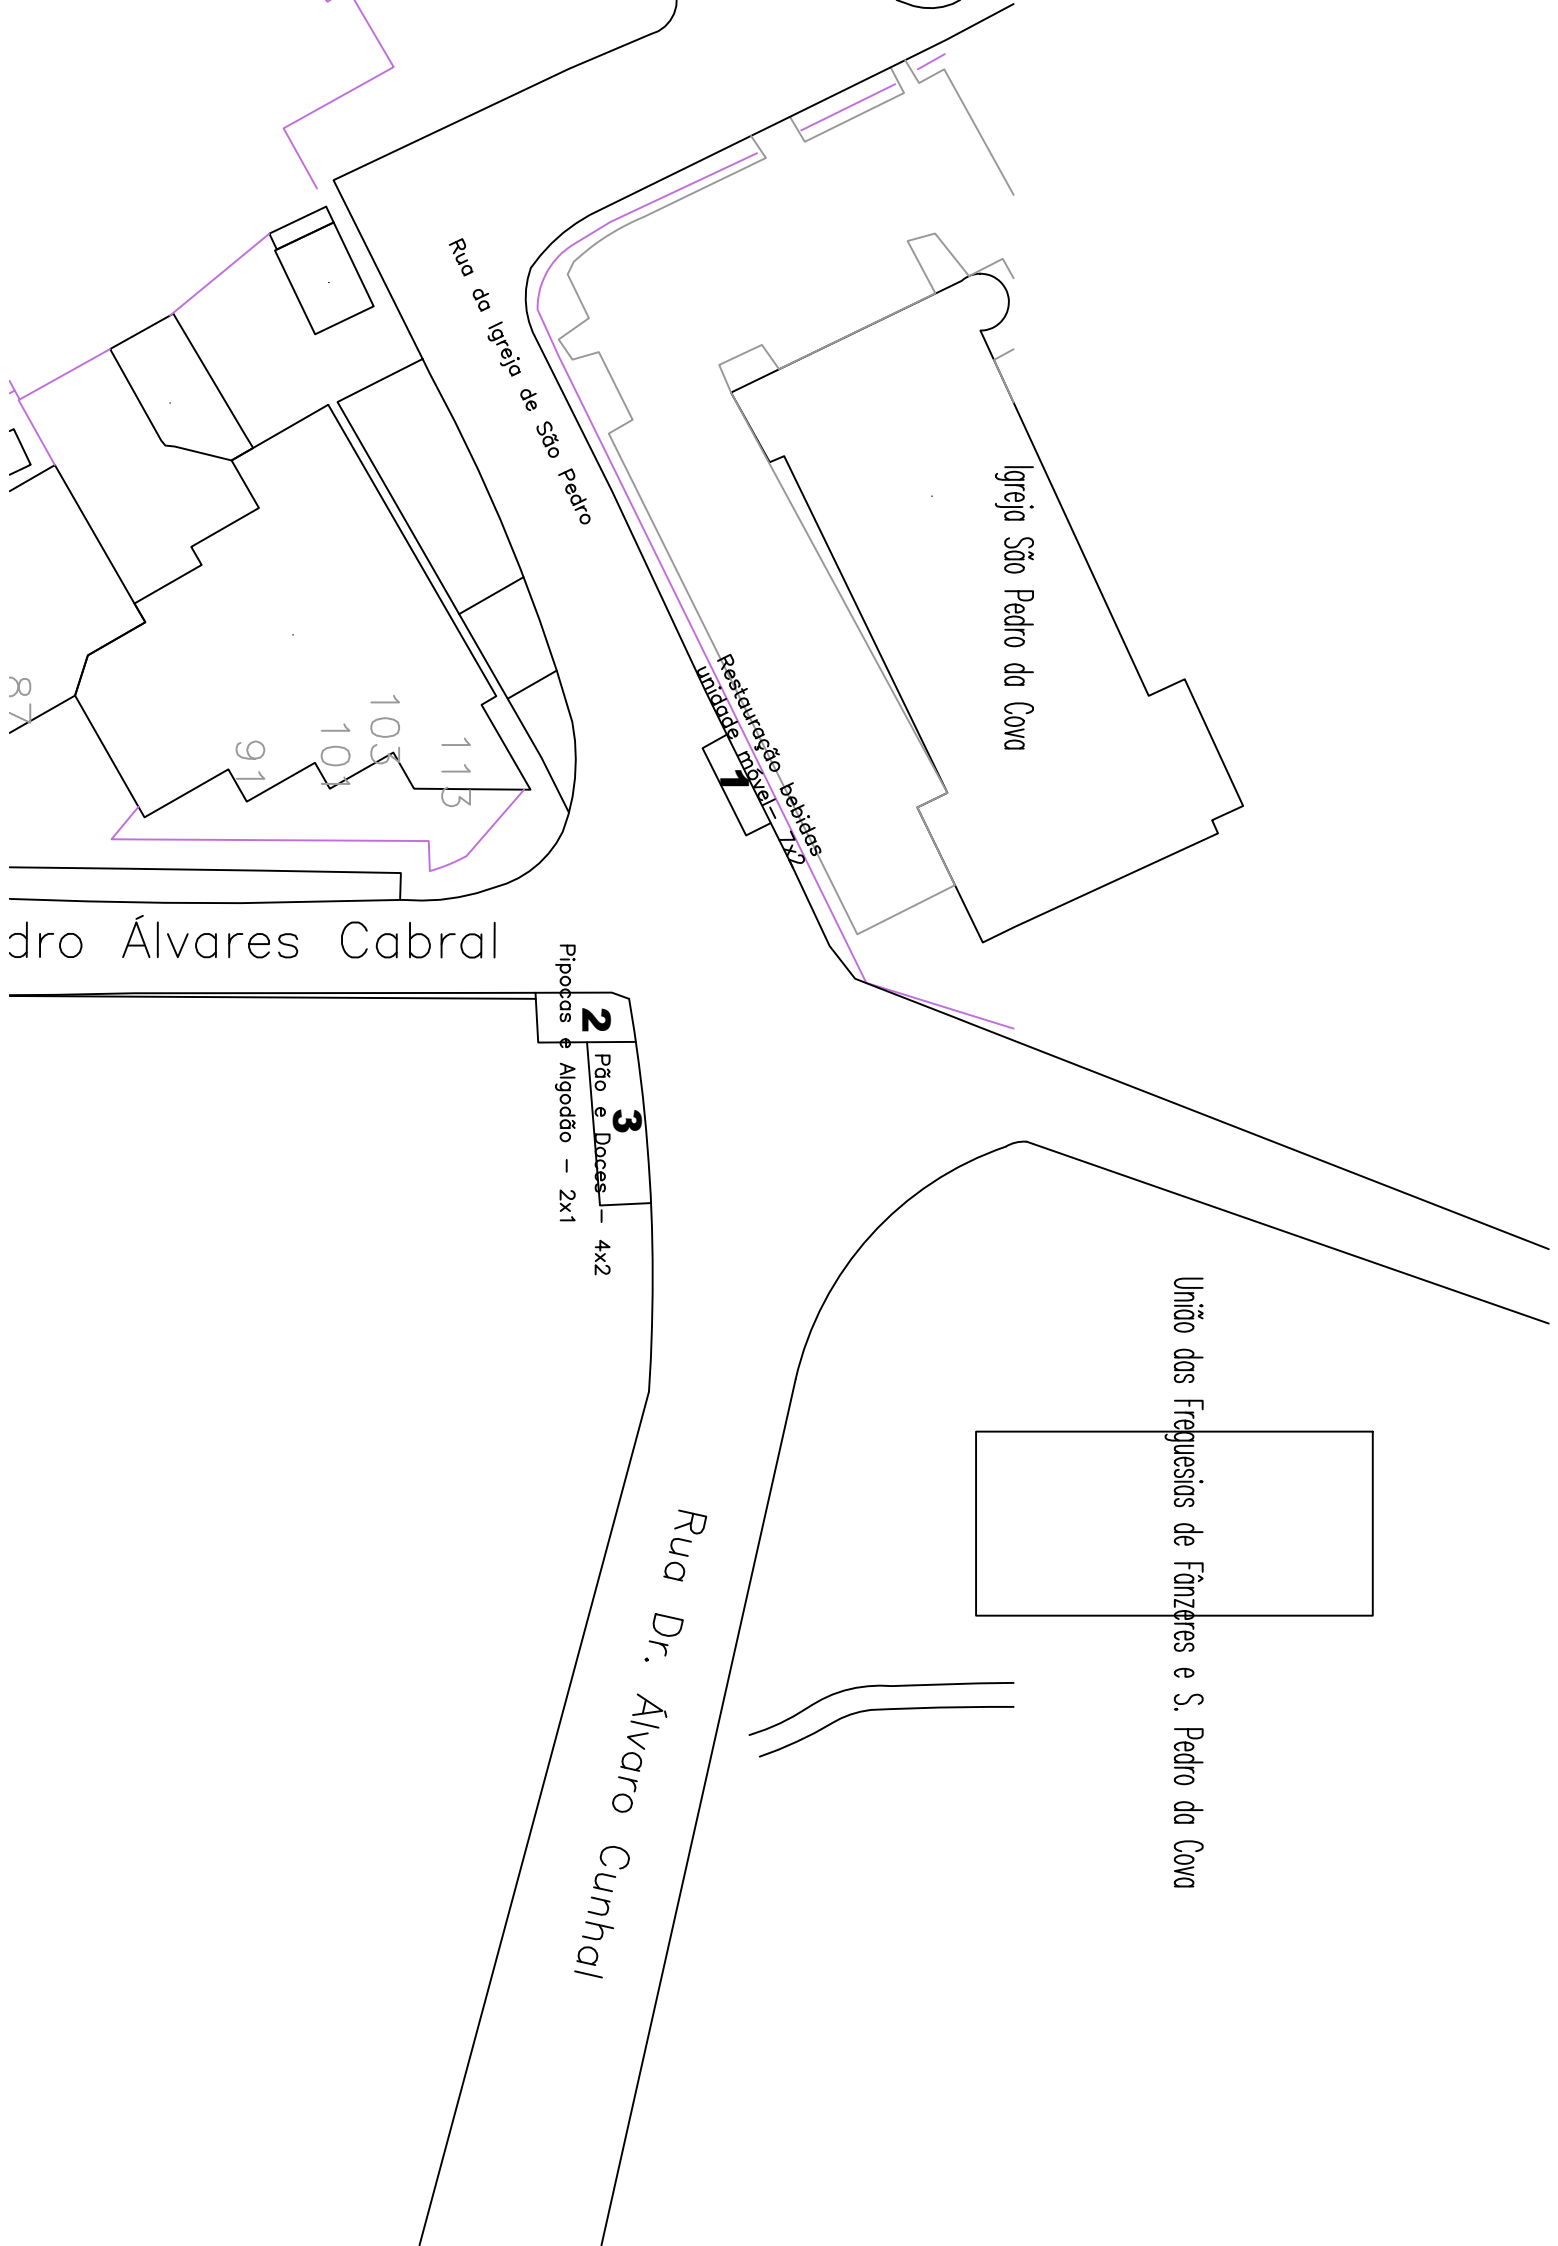 Rua da Igreja de São Pedro
Igreja São Pedro da Cova
Restauração bebidas
unidade móvel– 7x2
1
87
91
101
103
113
dro Álvares Cabral
Pipocas e Algodão – 2x1
2
Pão e Doces – 4x2
3
União das Freguesias de Fânzeres e S. Pedro da Cova
Rua Dr. Álvaro Cunhal